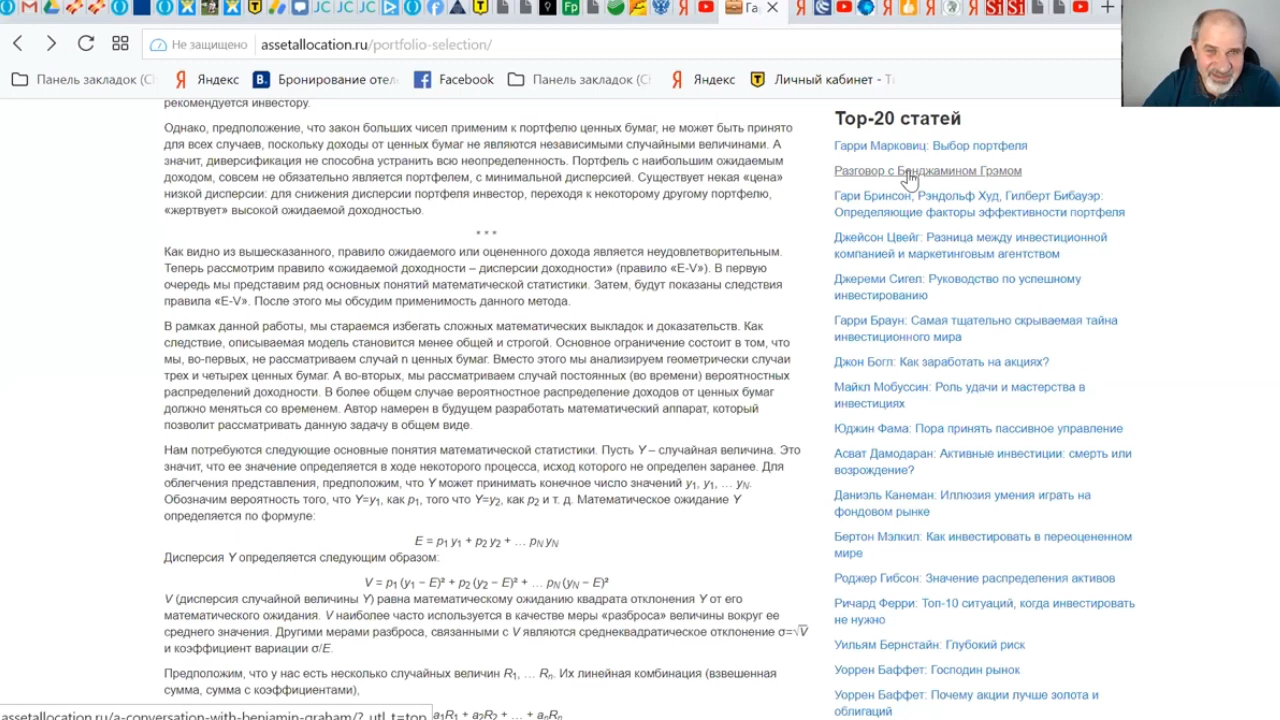 Га
Не защищено
assetallocation.ru/portfolio-selection/
Панель закладок (Cl
Яндекс
Бронирование оте
Facebook
Панель закладок (Cl
Яндекс
Личный кабинет - Т
рекомендуется инвестору.
Однако, предположение, что закон больших чисел применим к портфелю ценных бумаг, не может быть принято
для всех случаев, поскольку доходы от ценных бумаг не являются независимыми случайными величинами. А
значит, диверсификация не способна устранить всю неопределенность. Портфель с наибольшим ожидаемым
доходом, совсем не обязательно является портфелем, с минимальной дисперсией. Существует некая «цена»
низкой дисперсии: для снижения дисперсии портфеля инвестор, переходя к некоторому другому портфелю,
«жертвует» высокой ожидаемой доходностью.
* * *
Как видно из вышесказанного, правило ожидаемого или оцененного дохода является неудовлетворительным.
Теперь рассмотрим правило «ожидаемой доходности – дисперсии доходности» (правило «E-V»). В первую
очередь мы представим ряд основных понятий математической статистики. Затем, будут показаны следствия
правила «E-V». После этого мы обсудим применимость данного метода.
В рамках данной работы, мы стараемся избегать сложных математических выкладок и доказательств. Как
следствие, описываемая модель становится менее общей и строгой. Основное ограничение состоит в том, что
мы, во-первых, не рассматриваем случай n ценных бумаг. Вместо этого мы анализируем геометрически случаи
трех и четырех ценных бумаг. А во-вторых, мы рассматриваем случай постоянных (во времени) вероятностных
распределений доходности. В более общем случае вероятностное распределение доходов от ценных бумаг
должно меняться со временем. Автор намерен в будущем разработать математический аппарат, который
позволит рассматривать данную задачу в общем виде.
Нам потребуются следующие основные понятия математической статистики. Пусть Y – случайная величина. Это
значит, что ее значение определяется в ходе некоторого процесса, исход которого не определен заранее. Для
облегчения представления, предположим, что Y может принимать конечное число значений y1, y1, … yN.
Обозначим вероятность того, что Y=y1, как p1, того что Y=y2, как p2 и т. д. Математическое ожидание Y
определяется по формуле:
E = p1 y1 + p2 y2 + … pN yN
Дисперсия Y определяется следующим образом:
V = p1 (y1 − E)² + p2 (y2 − E)² + … pN (yN − E)²
V (дисперсия случайной величины Y) равна математическому ожиданию квадрата отклонения Y от его
математического ожидания. V наиболее часто используется в качестве меры «разброса» величины вокруг ее
среднего значения. Другими мерами разброса, связанными с V являются среднеквадратическое отклонение σ=√V
и коэффициент вариации σ/E.
Предположим, что у нас есть несколько случайных величин R1, … Rn. Их линейная комбинация (взвешенная
сумма, сумма с коэффициентами),
a1R1 + a2R2 + … + anRn
assetallocation.ru/a-conversation-with-benjamin-graham/?_utl_t=top
Top-20 статей
Гарри Марковиц: Выбор портфеля
Разговор с Бенджамином Грэмом
Гари Бринсон, Рэндольф Худ, Гилберт Бибауэр:
Определяющие факторы эффективности портфеля
Джейсон Цвейг: Разница между инвестиционной
компанией и маркетинговым агентством
Джереми Сигел: Руководство по успешному
инвестированию
Гарри Браун: Самая тщательно скрываемая тайна
инвестиционного мира
Джон Богл: Как заработать на акциях?
Майкл Мобуссин: Роль удачи и мастерства в
инвестициях
Юджин Фама: Пора принять пассивное управление
Асват Дамодаран: Активные инвестиции: смерть или
возрождение?
Даниэль Канеман: Иллюзия умения играть на
фондовом рынке
Бертон Мэлкил: Как инвестировать в переоцененном
мире
Роджер Гибсон: Значение распределения активов
Ричард Ферри: Топ-10 ситуаций, когда инвестировать
не нужно
Уильям Бернстайн: Глубокий риск
Уоррен Баффет: Господин рынок
Уоррен Баффет: Почему акции лучше золота и
облигаций